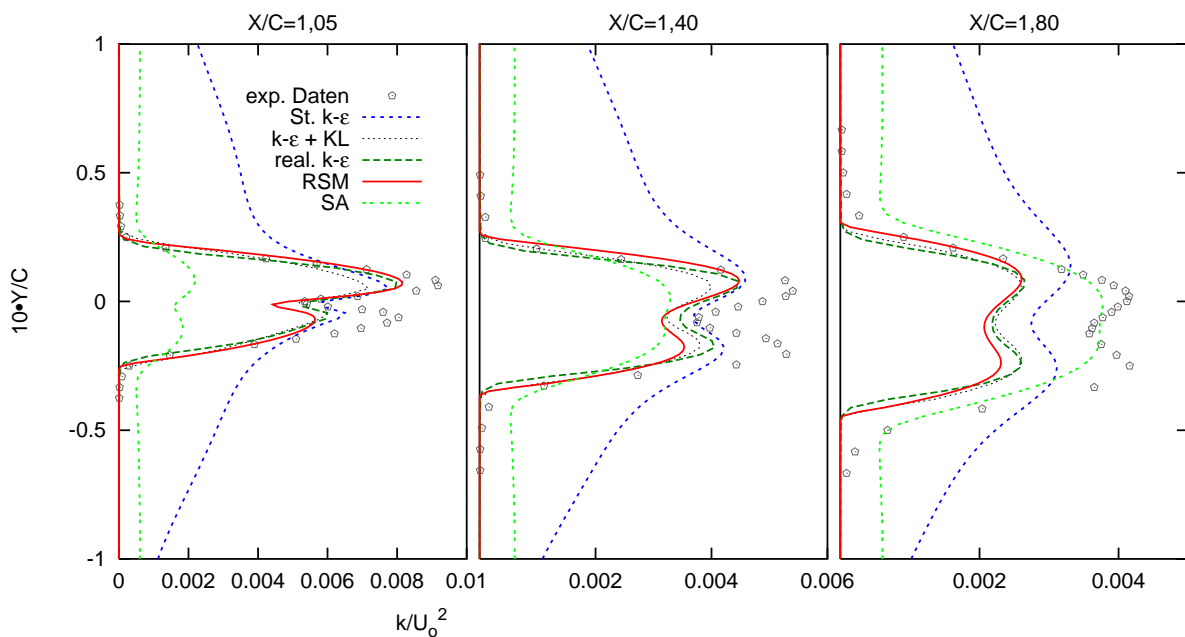 X/C=1,05
X/C=1,40
X/C=1,80
1
0.5
0
-0.5
-1
10•Y/C
exp. Daten
St. k-ε
k-ε + KL
real. k-ε
RSM
SA
0 0.002 0.004 0.006 0.008 0.01
0.002 0.004 0.006
0.002 0.004
k/U₀²